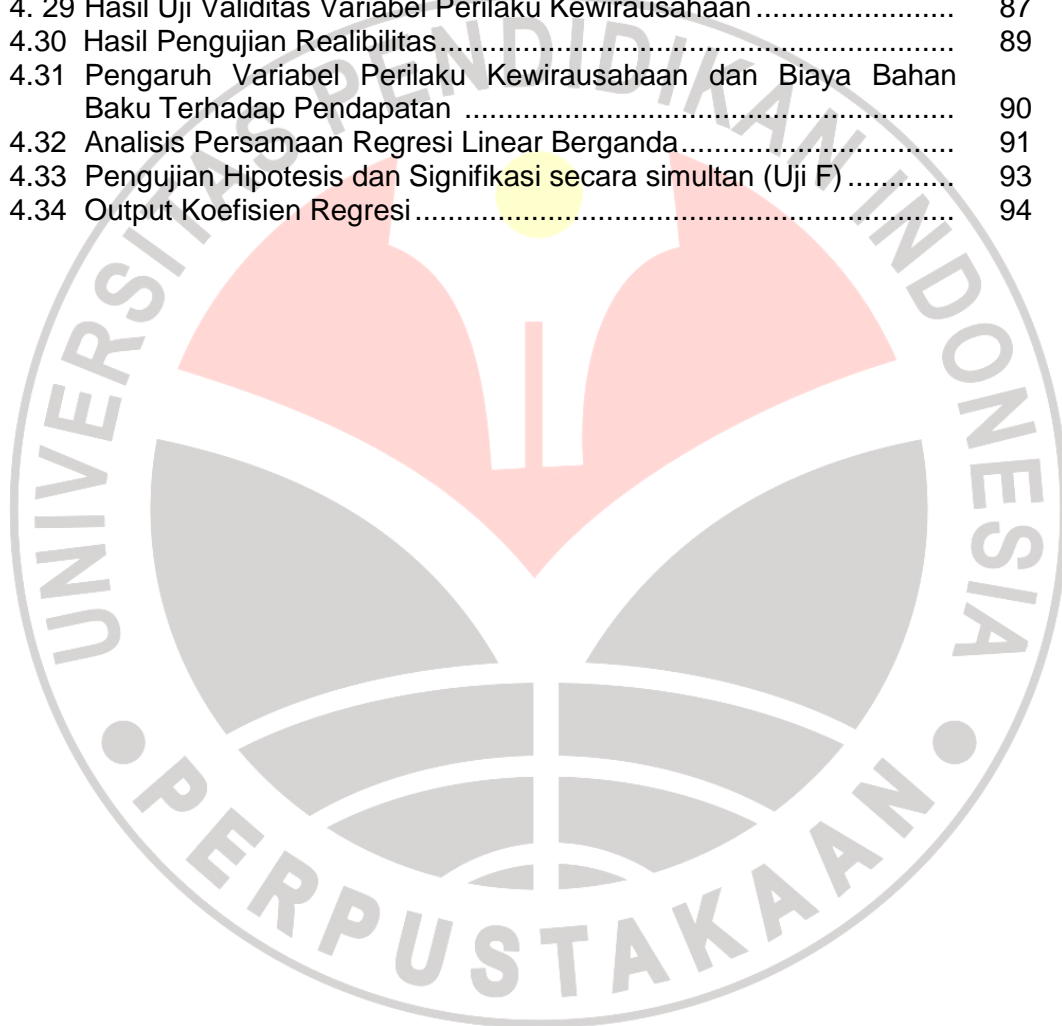 4. 29 Hasil Uji Validitas Variabel Perilaku Kewirausahaan ........................ 87
4.30 Hasil Pengujian Realibilitas .............................................................. 89
4.31 Pengaruh Variabel Perilaku Kewirausahaan dan Biaya Bahan
Baku Terhadap Pendapatan ........................................................... 90
4.32 Analisis Persamaan Regresi Linear Berganda ................................. 91
4.33 Pengujian Hipotesis dan Signifikasi secara simultan (Uji F) ............. 93
4.34 Output Koefisien Regresi ................................................................. 94
UNIVERSITAS PENDIDIKAN INDONESIA
PERPUSTAKAAN